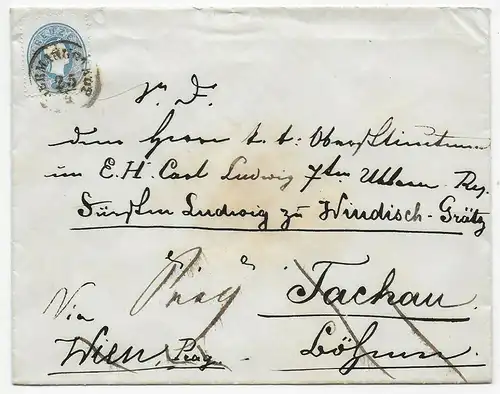 S. D.
dem Herrn k. k. Oberstlieutenant
im E. H. Carl Ludwig 7ten Uhlanen Reg.
Fürsten Ludwig zu Windisch-Grätz
Prag
Tachau
Via
Wien, Prag.
Böhmen.